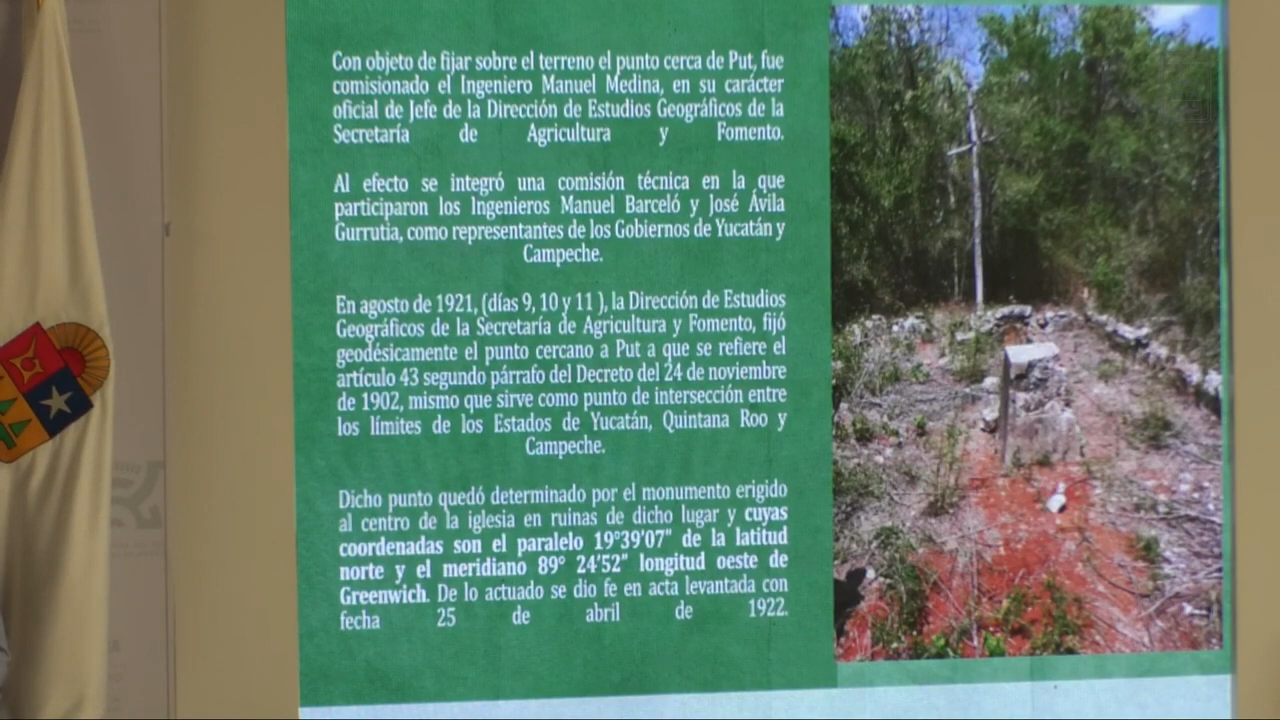 Con objeto de fijar sobre el terreno el punto cerca de Put, fue
comisionado el Ingeniero Manuel Medina, en su carácter
oficial de Jefe de la Dirección de Estudios Geográficos de la
Secretaría de Agricultura y Fomento.
Al efecto se integró una comisión técnica en la que
participaron los Ingenieros Manuel Barceló y José Ávila
Gurrutia, como representantes de los Gobiernos de Yucatán y
Campeche.
En agosto de 1921, (días 9, 10 y 11 ), la Dirección de Estudios
Geográficos de la Secretaría de Agricultura y Fomento, fijó
geodésicamente el punto cercano a Put a que se refiere el
artículo 43 segundo párrafo del Decreto del 24 de noviembre
de 1902, mismo que sirve como punto de intersección entre
los límites de los Estados de Yucatán, Quintana Roo y
Campeche.
Dicho punto quedó determinado por el monumento erigido
al centro de la iglesia en ruinas de dicho lugar y cuyas
coordenadas son el paralelo 19°39’07” de la latitud
norte y el meridiano 89° 24’52” longitud oeste de
Greenwich. De lo actuado se dio fe en acta levantada con
fecha 25 de abril de 1922.